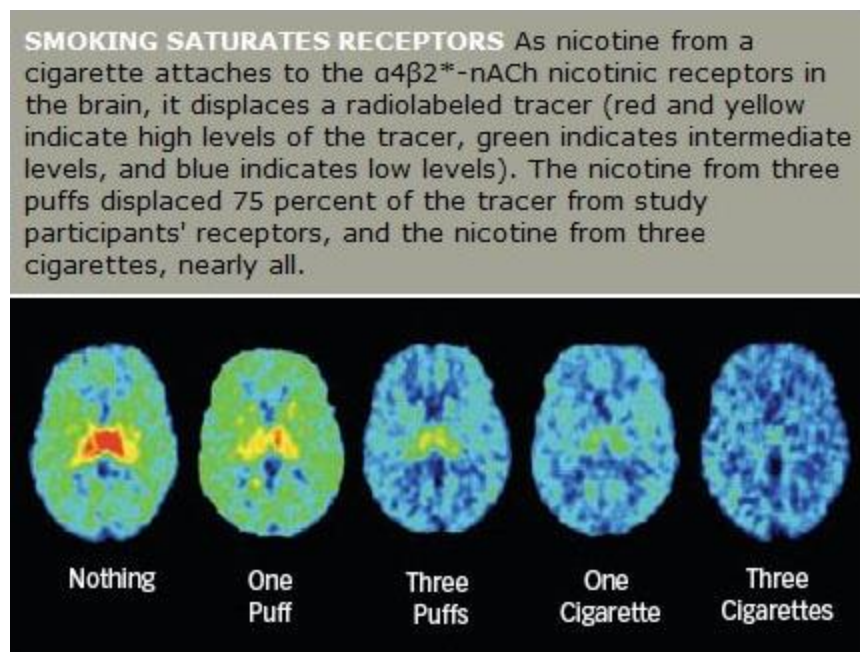 SMOKING SATURATES RECEPTORS As nicotine from a
cigarette attaches to the α4β2*-nACh nicotinic receptors in
the brain, it displaces a radiolabeled tracer (red and yellow
indicate high levels of the tracer, green indicates intermediate
levels, and blue indicates low levels). The nicotine from three
puffs displaced 75 percent of the tracer from study
participants' receptors, and the nicotine from three
cigarettes, nearly all.
Nothing
One
Puff
Three
Puffs
One
Cigarette
Three
Cigarettes